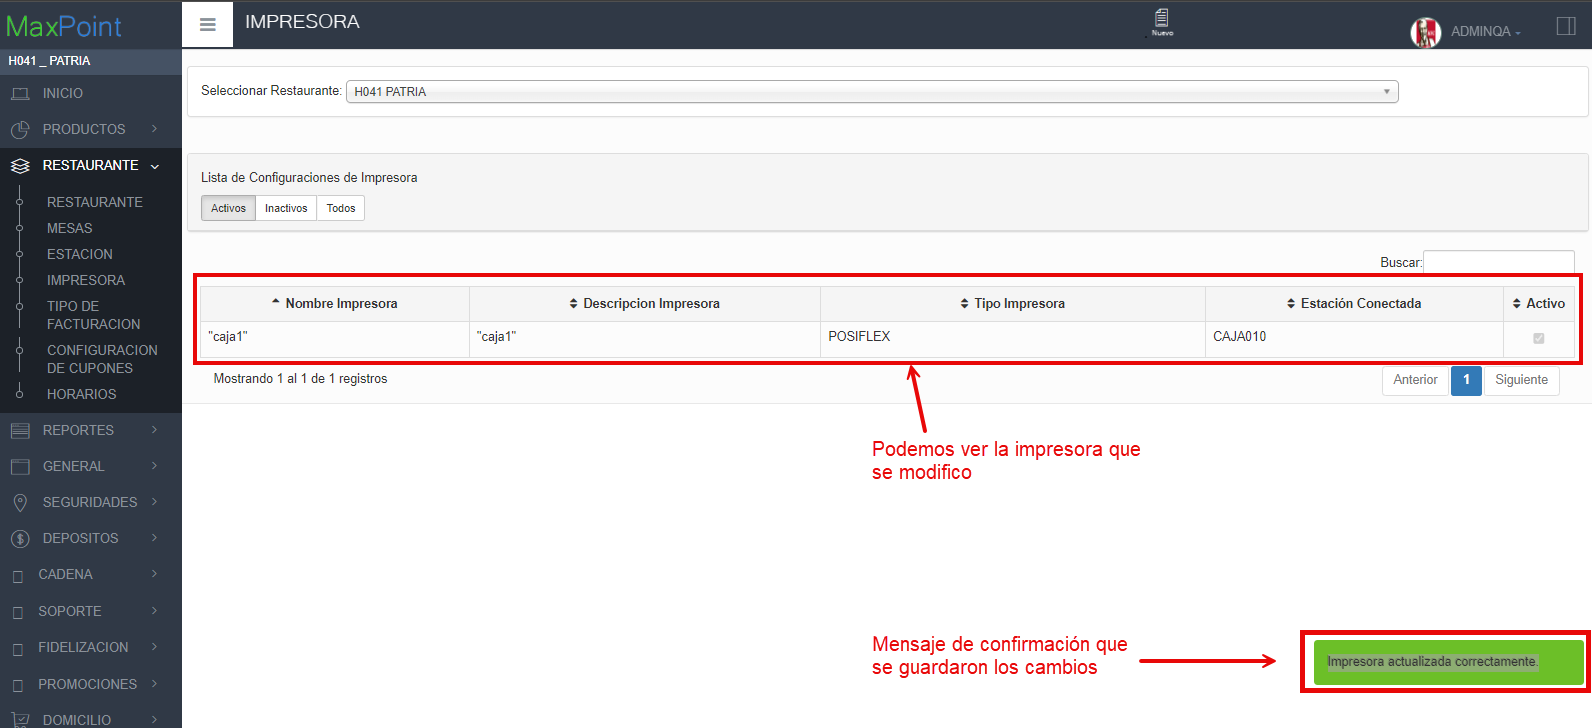 MaxPoint
IMPRESORA
Nuevo
ADMINQA
H041 _ PATRIA
INICIO
PRODUCTOS
RESTAURANTE
RESTAURANTE
MESAS
ESTACION
IMPRESORA
TIPO DE
FACTURACION
CONFIGURACION
DE CUPONES
HORARIOS
REPORTES
GENERAL
SEGURIDADES
DEPOSITOS
CADENA
SOPORTE
FIDELIZACION
PROMOCIONES
DOMICILIO
Seleccionar Restaurante: H041 PATRIA
Lista de Configuraciones de Impresora
Activos Inactivos Todos
Buscar:
Nombre Impresora Descripcion Impresora Tipo Impresora Estación Conectada Activo
"caja1" "caja1" POSIFLEX CAJA010
Mostrando 1 al 1 de 1 registros
Anterior 1 Siguiente
Podemos ver la impresora que
se modifico
Mensaje de confirmación que
se guardaron los cambios
Impresora actualizada correctamente.